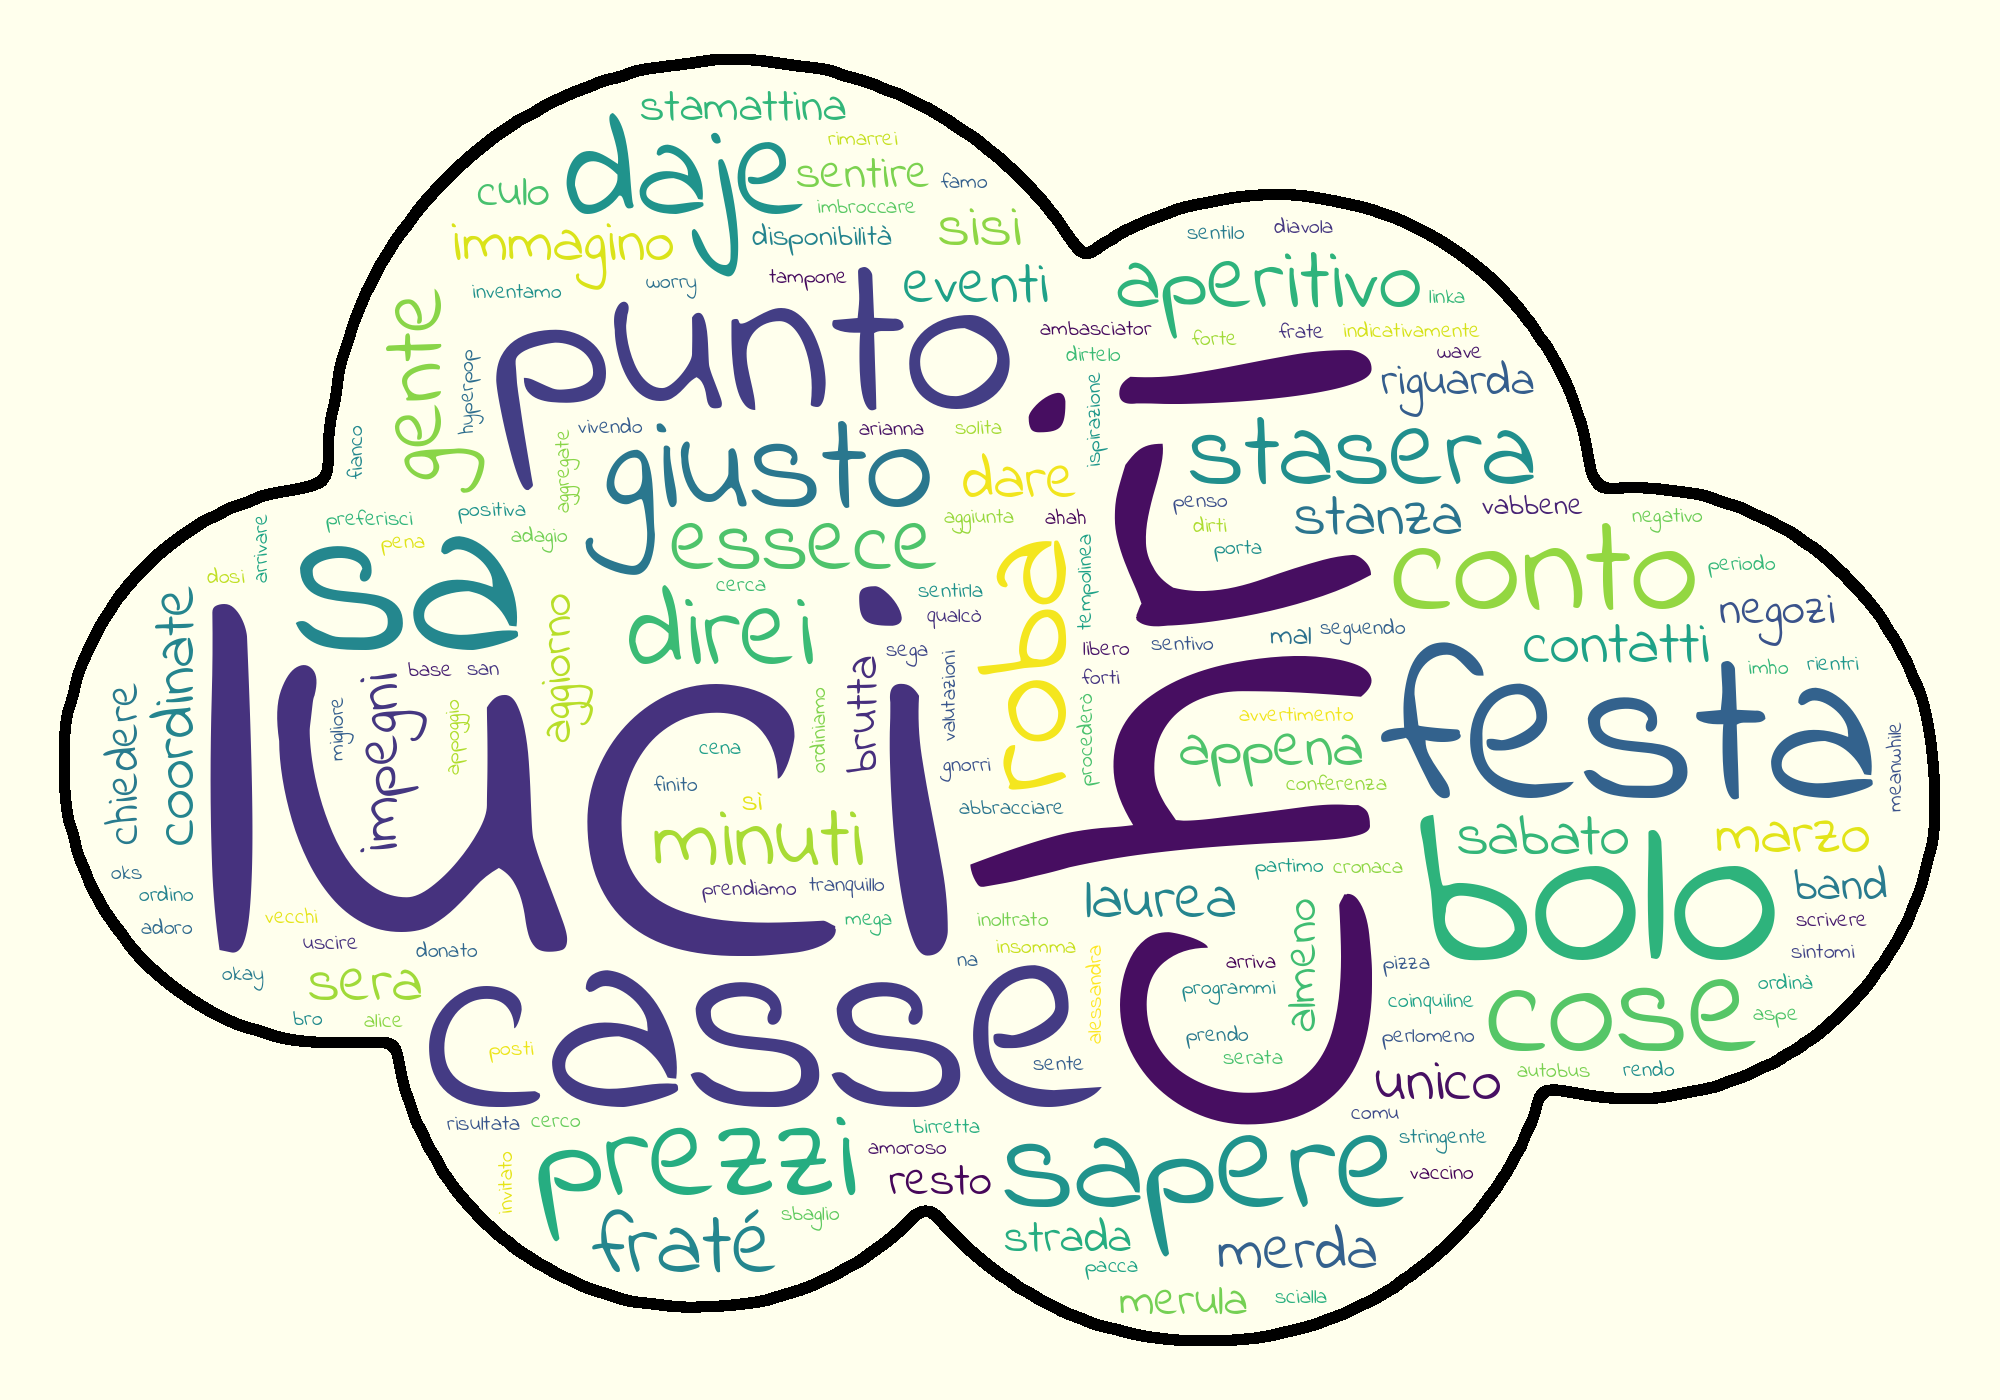 stamattina
rimarrei
daje
sentire
famo
culo
imbroccare
sisi
immagino
disponibilità
sentilo
diavola
inventamo
worry
tampone
eventi
aperitivo
linka
gente
hyperpop
punto
ambasciator
forte
frate
indicativamente
dirtelo
wave
riguarda
ispirazione
fianco
vivendo
arianna
solita
aggregate
giusto
dare
stasera
preferisci
positiva
adagio
essece
aggiunta
ahah
penso
dirti
stanza
vabbene
negativo
arrivare
pena
porta
dosi
sa
cerca
sentirla
roba
tempolinea
conto
periodo
coordinate
aggiorno
direi
qualcò
libero
sentivo
mal
seguendo
negozi
contatti
base
san
sega
forti
imho
rientri
chiedere
luci
migliore
impegni
appoggio
brutta
valutazioni
procederò
avvertimento
appena
festa
meanwhile
cena
ordiniamo
gnorri
conferenza
finito
sì
abbracciare
minuti
sabato
marzo
urli
oks
ordino
adoro
prendiamo
tranquillo
partimo
cronaca
bolo
band
laurea
scrivere
vecchi
uscire
donato
mega
inoltrato
insomma
na
alessandra
arriva
almeno
pizza
sintomi
okay
sera
programmi
coinquiline
cose
ordinà
aspe
bro
alice
casse
posti
sente
prendo
serata
perlomeno
autobus
rendo
unico
comu
risultata
cerco
prezzi
birretta
amoroso
resto
sapere
stringente
vaccino
invitato
fraté
sbaglio
strada
pacca
merda
merula
scialla